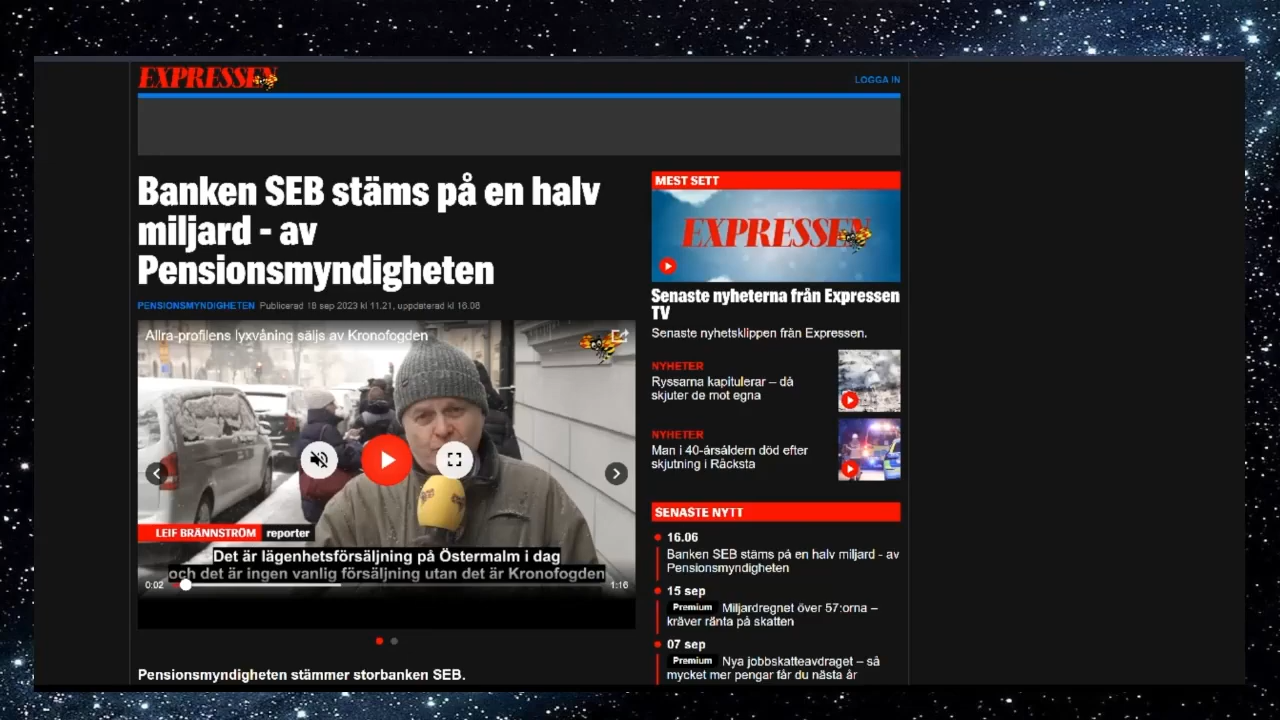 EXPRESSEN
LOGGA IN
Banken SEB stäms på en halv
miljard - av
Pensionsmyndigheten
PENSIONSMYNDIGHETEN Publicerad 18 sep 2023 kl 11.21, uppdaterad kl 16.08
Allra-profilens lyxvåning säljs av Kronofogden
LEIF BRÄNNSTRÖM reporter
Det är lägenhetsförsäljning på Östermalm i dag
och det är ingen vanlig försäljning utan det är Kronofogden
0:02 1:16
Pensionsmyndigheten stämmer storbanken SEB.
MEST SETT
EXPRESSEN
Senaste nyheterna från Expressen
TV
Senaste nyhetsklippen från Expressen.
NYHETER
Ryssarna kapitulerar – då
skjuter de mot egna
NYHETER
Man i 40-årsåldern död efter
skjutning i Råcksta
SENASTE NYTT
16.06
Banken SEB stäms på en halv miljard - av
Pensionsmyndigheten
15 sep
Premium Miljardregnet över 57:orna –
kräver ränta på skatten
07 sep
Premium Nya jobbskatteavdraget – så
mycket mer pengar får du nästa år